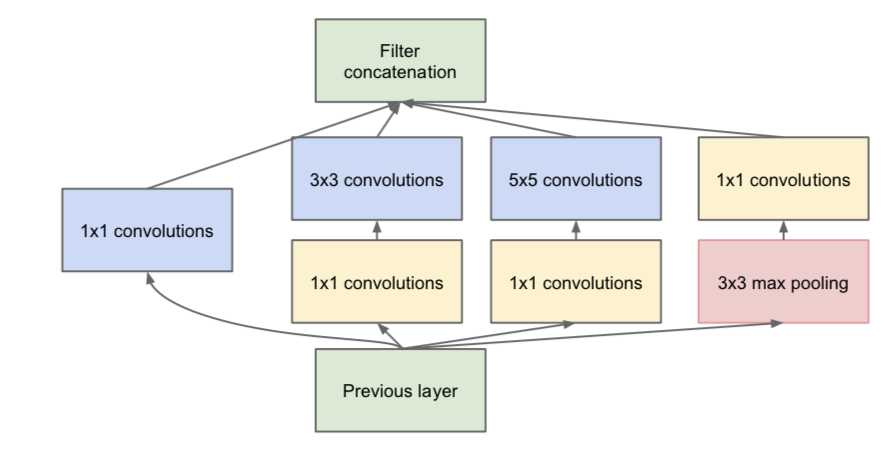 Filter
concatenation
3x3 convolutions
5x5 convolutions
1x1 convolutions
1x1 convolutions
1x1 convolutions
1x1 convolutions
3x3 max pooling
Previous layer